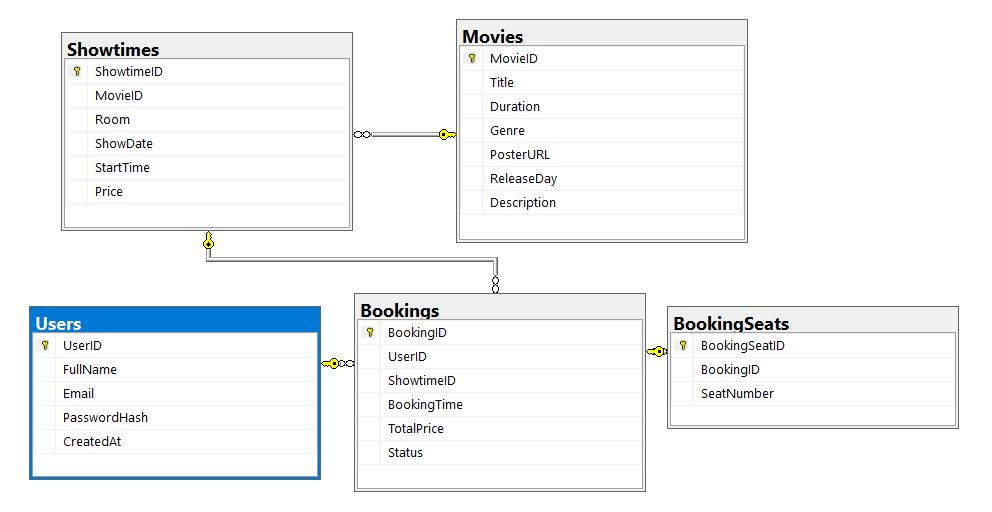 Showtimes
ShowtimeID
MovieID
Room
ShowDate
StartTime
Price
Movies
MovieID
Title
Duration
Genre
PosterURL
ReleaseDay
Description
Users
UserID
FullName
Email
PasswordHash
CreatedAt
Bookings
BookingID
UserID
ShowtimeID
BookingTime
TotalPrice
Status
BookingSeats
BookingSeatID
BookingID
SeatNumber